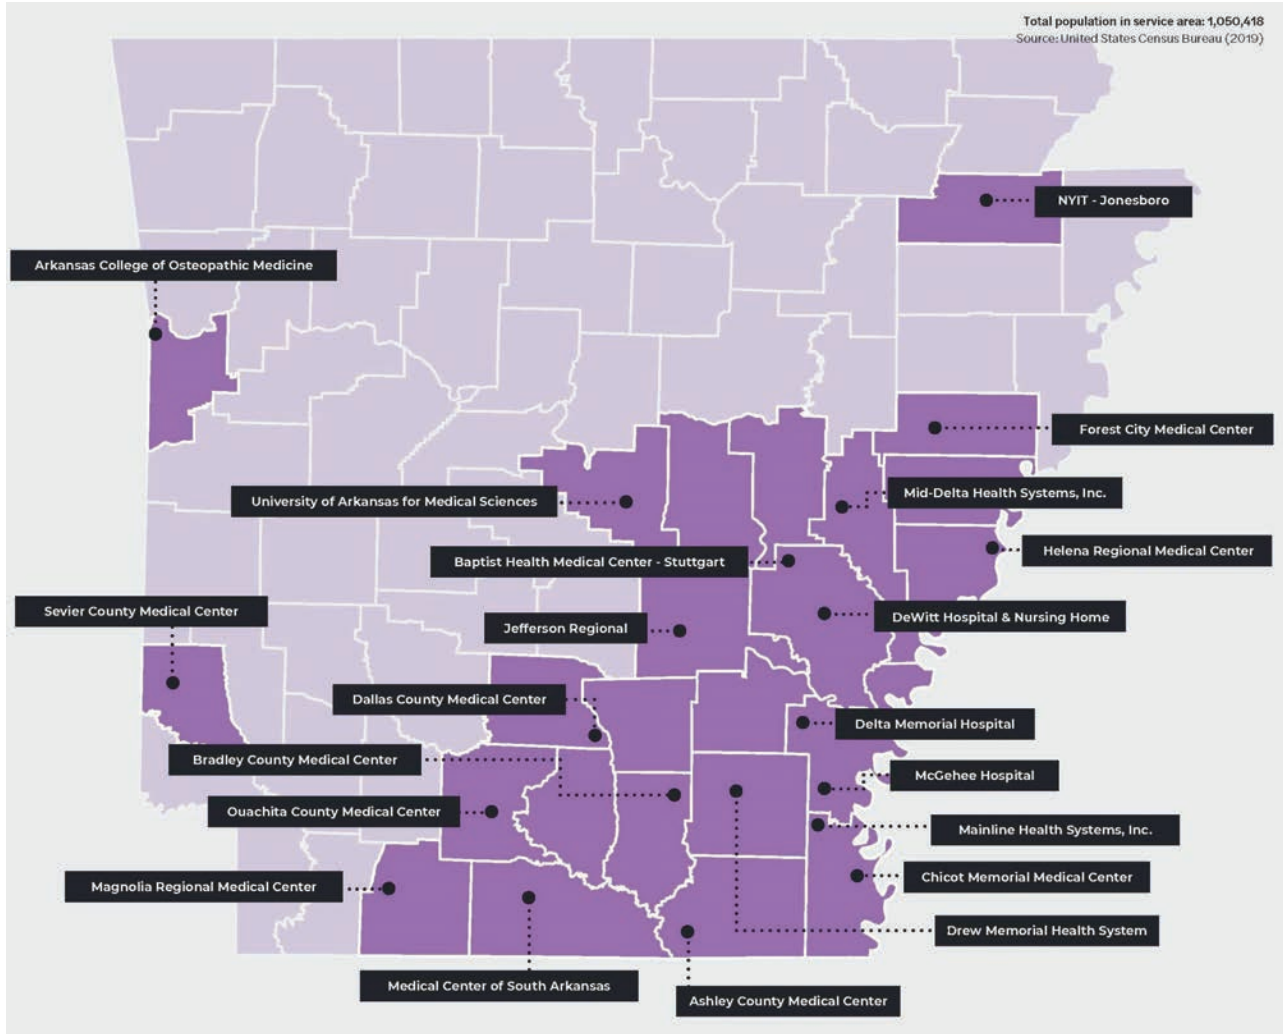 Total population in service area: 1,050,418
Source: United States Census Bureau (2019)
NYIT - Jonesboro
Arkansas College of Osteopathic Medicine
Forest City Medical Center
University of Arkansas for Medical Sciences
Mid-Delta Health Systems, Inc.
Helena Regional Medical Center
Baptist Health Medical Center - Stuttgart
Sevier County Medical Center
DeWitt Hospital & Nursing Home
Jefferson Regional
Dallas County Medical Center
Delta Memorial Hospital
Bradley County Medical Center
McGehee Hospital
Ouachita County Medical Center
Mainline Health Systems, Inc.
Magnolia Regional Medical Center
Chicot Memorial Medical Center
Drew Memorial Health System
Medical Center of South Arkansas
Ashley County Medical Center